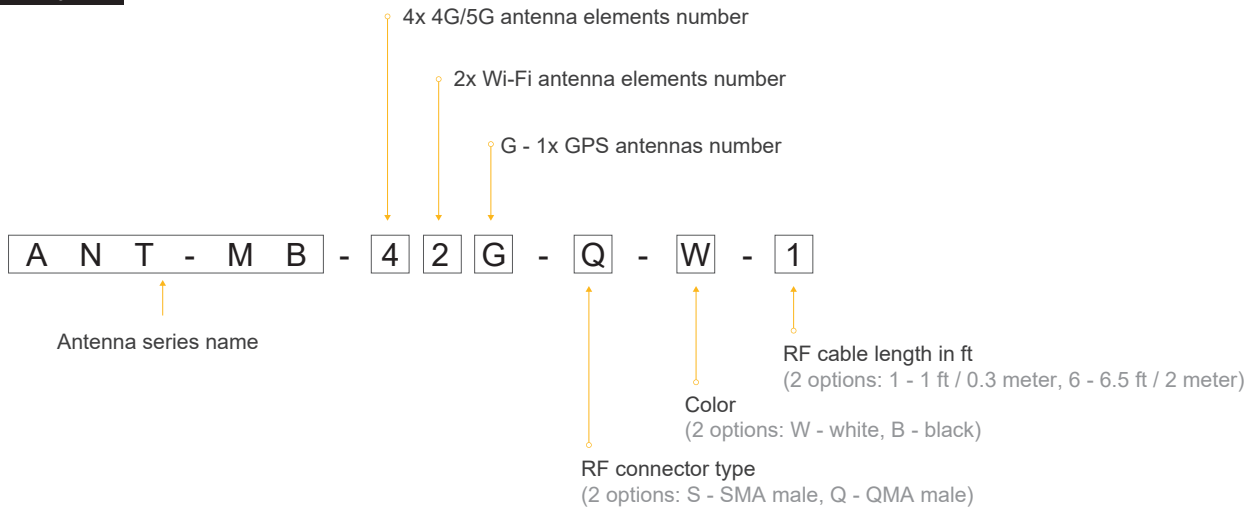 4x 4G/5G antenna elements number
2x Wi-Fi antenna elements number
G - 1x GPS antennas number
A N T - M B - 4 2 G - Q - W - 1
Antenna series name
RF cable length in ft
(2 options: 1 - 1 ft / 0.3 meter, 6 - 6.5 ft / 2 meter)
Color
(2 options: W - white, B - black)
RF connector type
(2 options: S - SMA male, Q - QMA male)